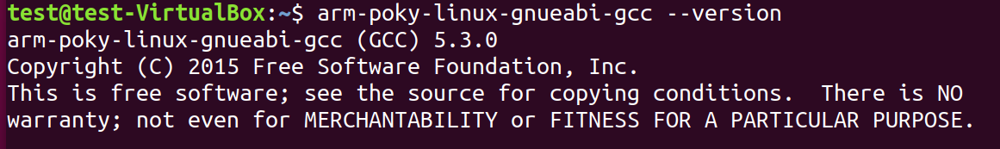 test@test-VirtualBox:~$ arm-poky-linux-gnueabi-gcc --version
arm-poky-linux-gnueabi-gcc (GCC) 5.3.0
Copyright (C) 2015 Free Software Foundation, Inc.
This is free software; see the source for copying conditions.  There is NO
warranty; not even for MERCHANTABILITY or FITNESS FOR A PARTICULAR PURPOSE.